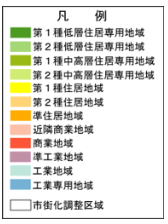 凡 例
第1種低層住居専用地域
第2種低層住居専用地域
第1種中高層住居専用地域
第2種中高層住居専用地域
第1種住居地域
第2種住居地域
準住居地域
近隣商業地域
商業地域
準工業地域
工業地域
工業専用地域
市街化調整区域